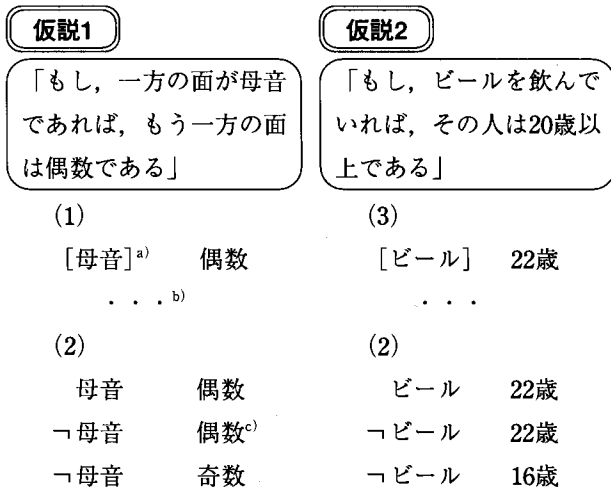 仮説1
「もし，一方の面が母音
であれば，もう一方の面
は偶数である」
(1)
［母音］a) 偶数
・・・b)
(2)
母音 偶数
¬母音 偶数c)
¬母音 奇数
仮説2
「もし，ビールを飲んで
いれば，その人は20歳以
上である」
(3)
［ビール］ 22歳
・・・
(2)
ビール 22歳
¬ビール 22歳
¬ビール 16歳